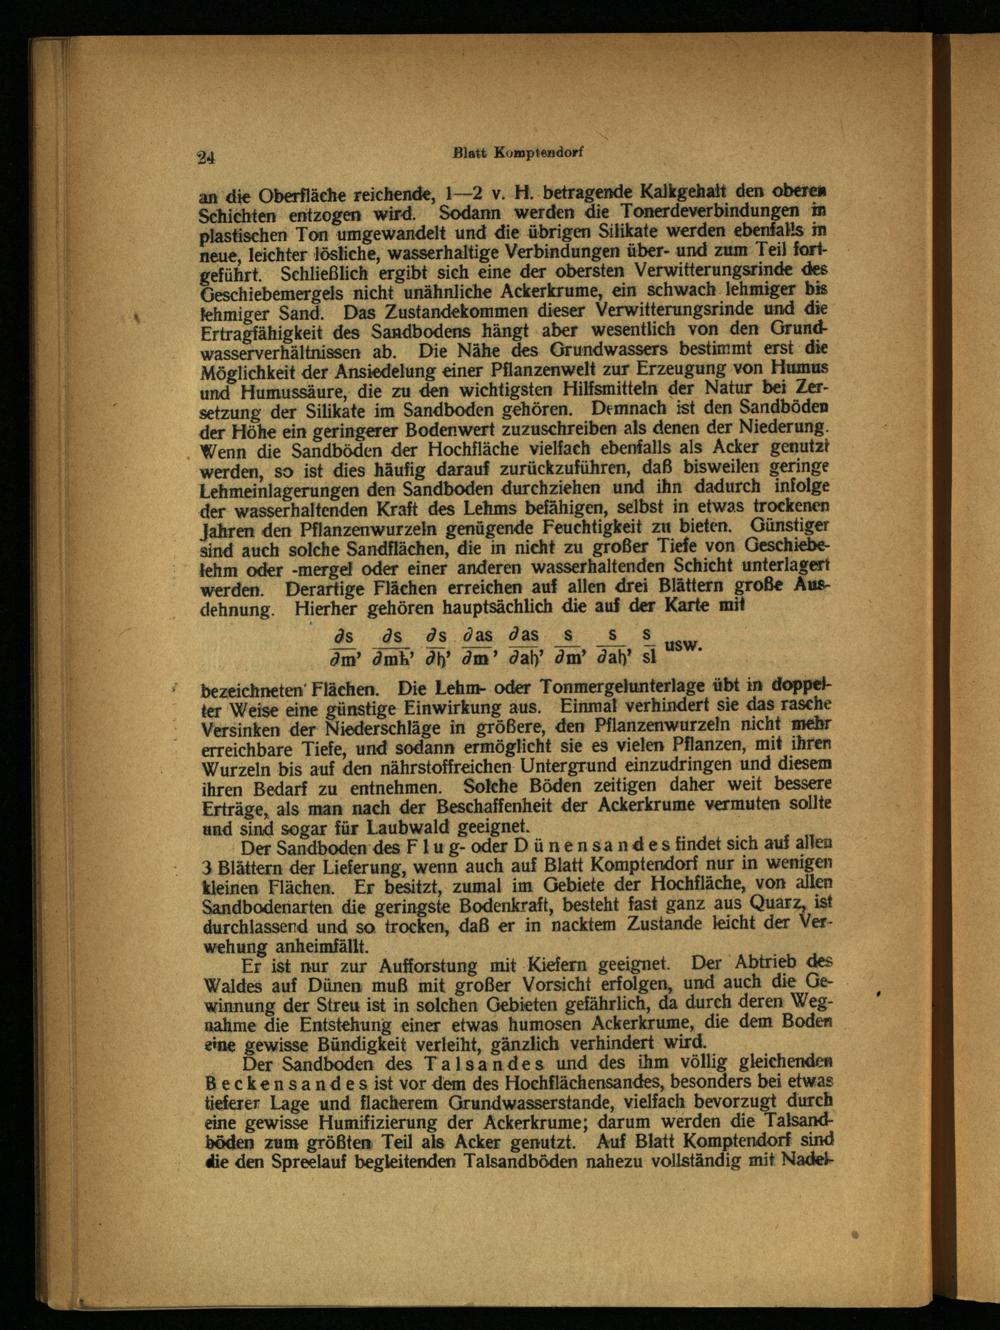 24
Blatt Komptendorf
an die Oberfläche reichende, 1—2 v. H. betragende Kalkgehalt den oberen
Schichten entzogen wird. Sodann werden die Tonerdeverbindungen in
plastischen Ton umgewandelt und die übrigen Silikate werden ebenfalls in
neue, leichter lösliche, wasserhaltige Verbindungen über- und zum Teil fort-
geführt. Schließlich ergibt sich eine der obersten Verwitterungsrinde des
Geschiebemergels nicht unähnliche Ackerkrume, ein schwach lehmiger bis
lehmiger Sand. Das Zustandekommen dieser Verwitterungsrinde und die
Ertragfähigkeit des Sandbodens hängt aber wesentlich von den Grund-
wasserverhältnissen ab. Die Nähe des Grundwassers bestimmt erst die
Möglichkeit der Ansiedelung einer Pflanzenwelt zur Erzeugung von Humus
und Humussäure, die zu den wichtigsten Hilfsmitteln der Natur bei Zer-
setzung der Silikate im Sandboden gehören. Demnach ist den Sandböden
der Höhe ein geringerer Bodenwert zuzuschreiben als denen der Niederung.
Wenn die Sandböden der Hochfläche vielfach ebenfalls als Acker genutzt
werden, so ist dies häufig darauf zurückzuführen, daß bisweilen geringe
Lehmeinlagerungen den Sandboden durchziehen und ihn dadurch infolge
der wasserhaltenden Kraft des Lehms befähigen, selbst in etwas trockenen
Jahren den Pflanzenwurzeln genügende Feuchtigkeit zu bieten. Günstiger
sind auch solche Sandflächen, die in nicht zu großer Tiefe von Geschiebe-
lehm oder -mergel oder einer anderen wasserhaltenden Schicht unterlagert
werden. Derartige Flächen erreichen auf allen drei Blättern große Aus-
dehnung. Hierher gehören hauptsächlich die auf der Karte mit
∂s ∂s ∂s ∂as ∂as s s s
∂m, ∂mh, ∂h, ∂m, ∂ah, ∂m, ∂ah, sl usw.
bezeichneten Flächen. Die Lehm- oder Tonmergelunterlage übt in doppel-
ter Weise eine günstige Einwirkung aus. Einmal verhindert sie das rasche
Versinken der Niederschläge in größere, den Pflanzenwurzeln nicht mehr
erreichbare Tiefe, und sodann ermöglicht sie es vielen Pflanzen, mit ihren
Wurzeln bis auf den nährstoffreichen Untergrund einzudringen und diesem
ihren Bedarf zu entnehmen. Solche Böden zeitigen daher weit bessere
Erträge, als man nach der Beschaffenheit der Ackerkrume vermuten sollte
und sind sogar für Laubwald geeignet.
Der Sandboden des Flug- oder Dünensandes findet sich auf allen
3 Blättern der Lieferung, wenn auch auf Blatt Komptendorf nur in wenigen
kleinen Flächen. Er besitzt, zumal im Gebiete der Hochfläche, von allen
Sandbodenarten die geringste Bodenkraft, besteht fast ganz aus Quarz, ist
durchlassend und so trocken, daß er in nacktem Zustande leicht der Ver-
wehung anheimfällt.
Er ist nur zur Aufforstung mit Kiefern geeignet. Der Abtrieb des
Waldes auf Dünen muß mit großer Vorsicht erfolgen, und auch die Ge-
winnung der Streu ist in solchen Gebieten gefährlich, da durch deren Weg-
nahme die Entstehung einer etwas humosen Ackerkrume, die dem Boden
eine gewisse Bündigkeit verleiht, gänzlich verhindert wird.
Der Sandboden des Talsandes und des ihm völlig gleichenden
Beckensandes ist vor dem des Hochflächensandes, besonders bei etwas
tieferer Lage und flacherem Grundwasserstande, vielfach bevorzugt durch
eine gewisse Humifizierung der Ackerkrume; darum werden die Talsand-
böden zum größten Teil als Acker genutzt. Auf Blatt Komptendorf sind
die den Spreelauf begleitenden Talsandböden nahezu vollständig mit Nadel-